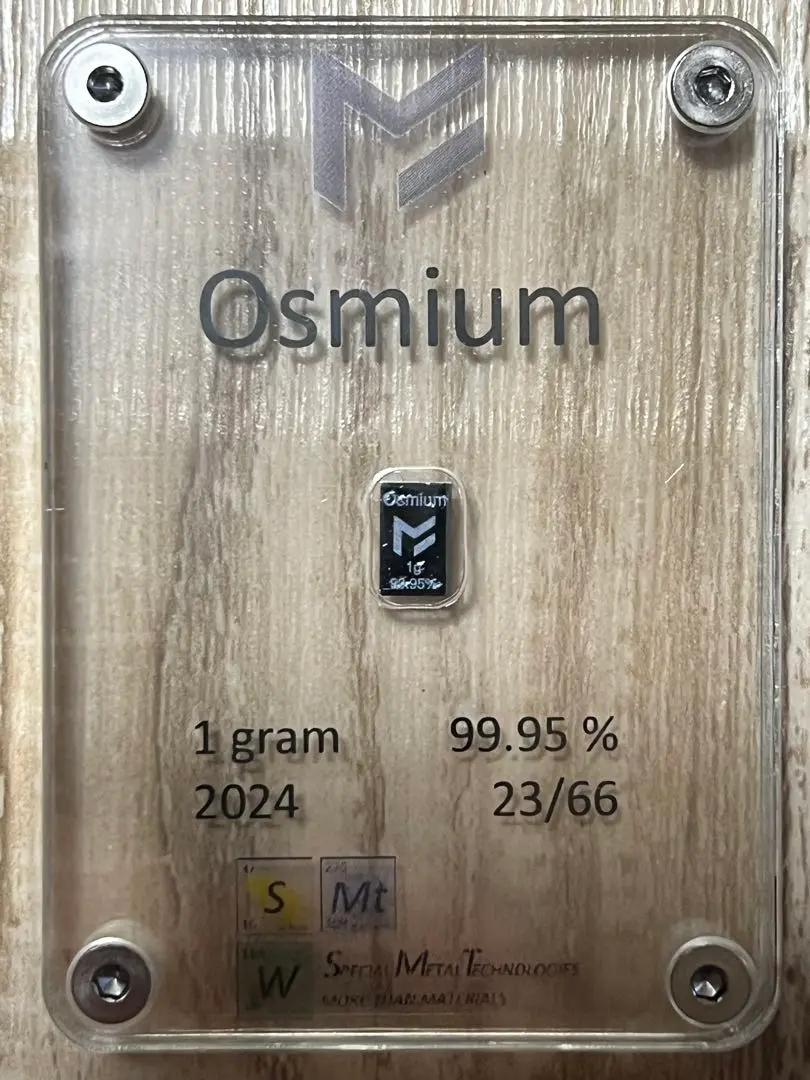 Osmium
Osmium
1g
99.95%
1 gram 99.95 %
2024 23/66
S Mt
W SPECIAL METAL TECHNOLOGIES
MORE THAN MATERIALS